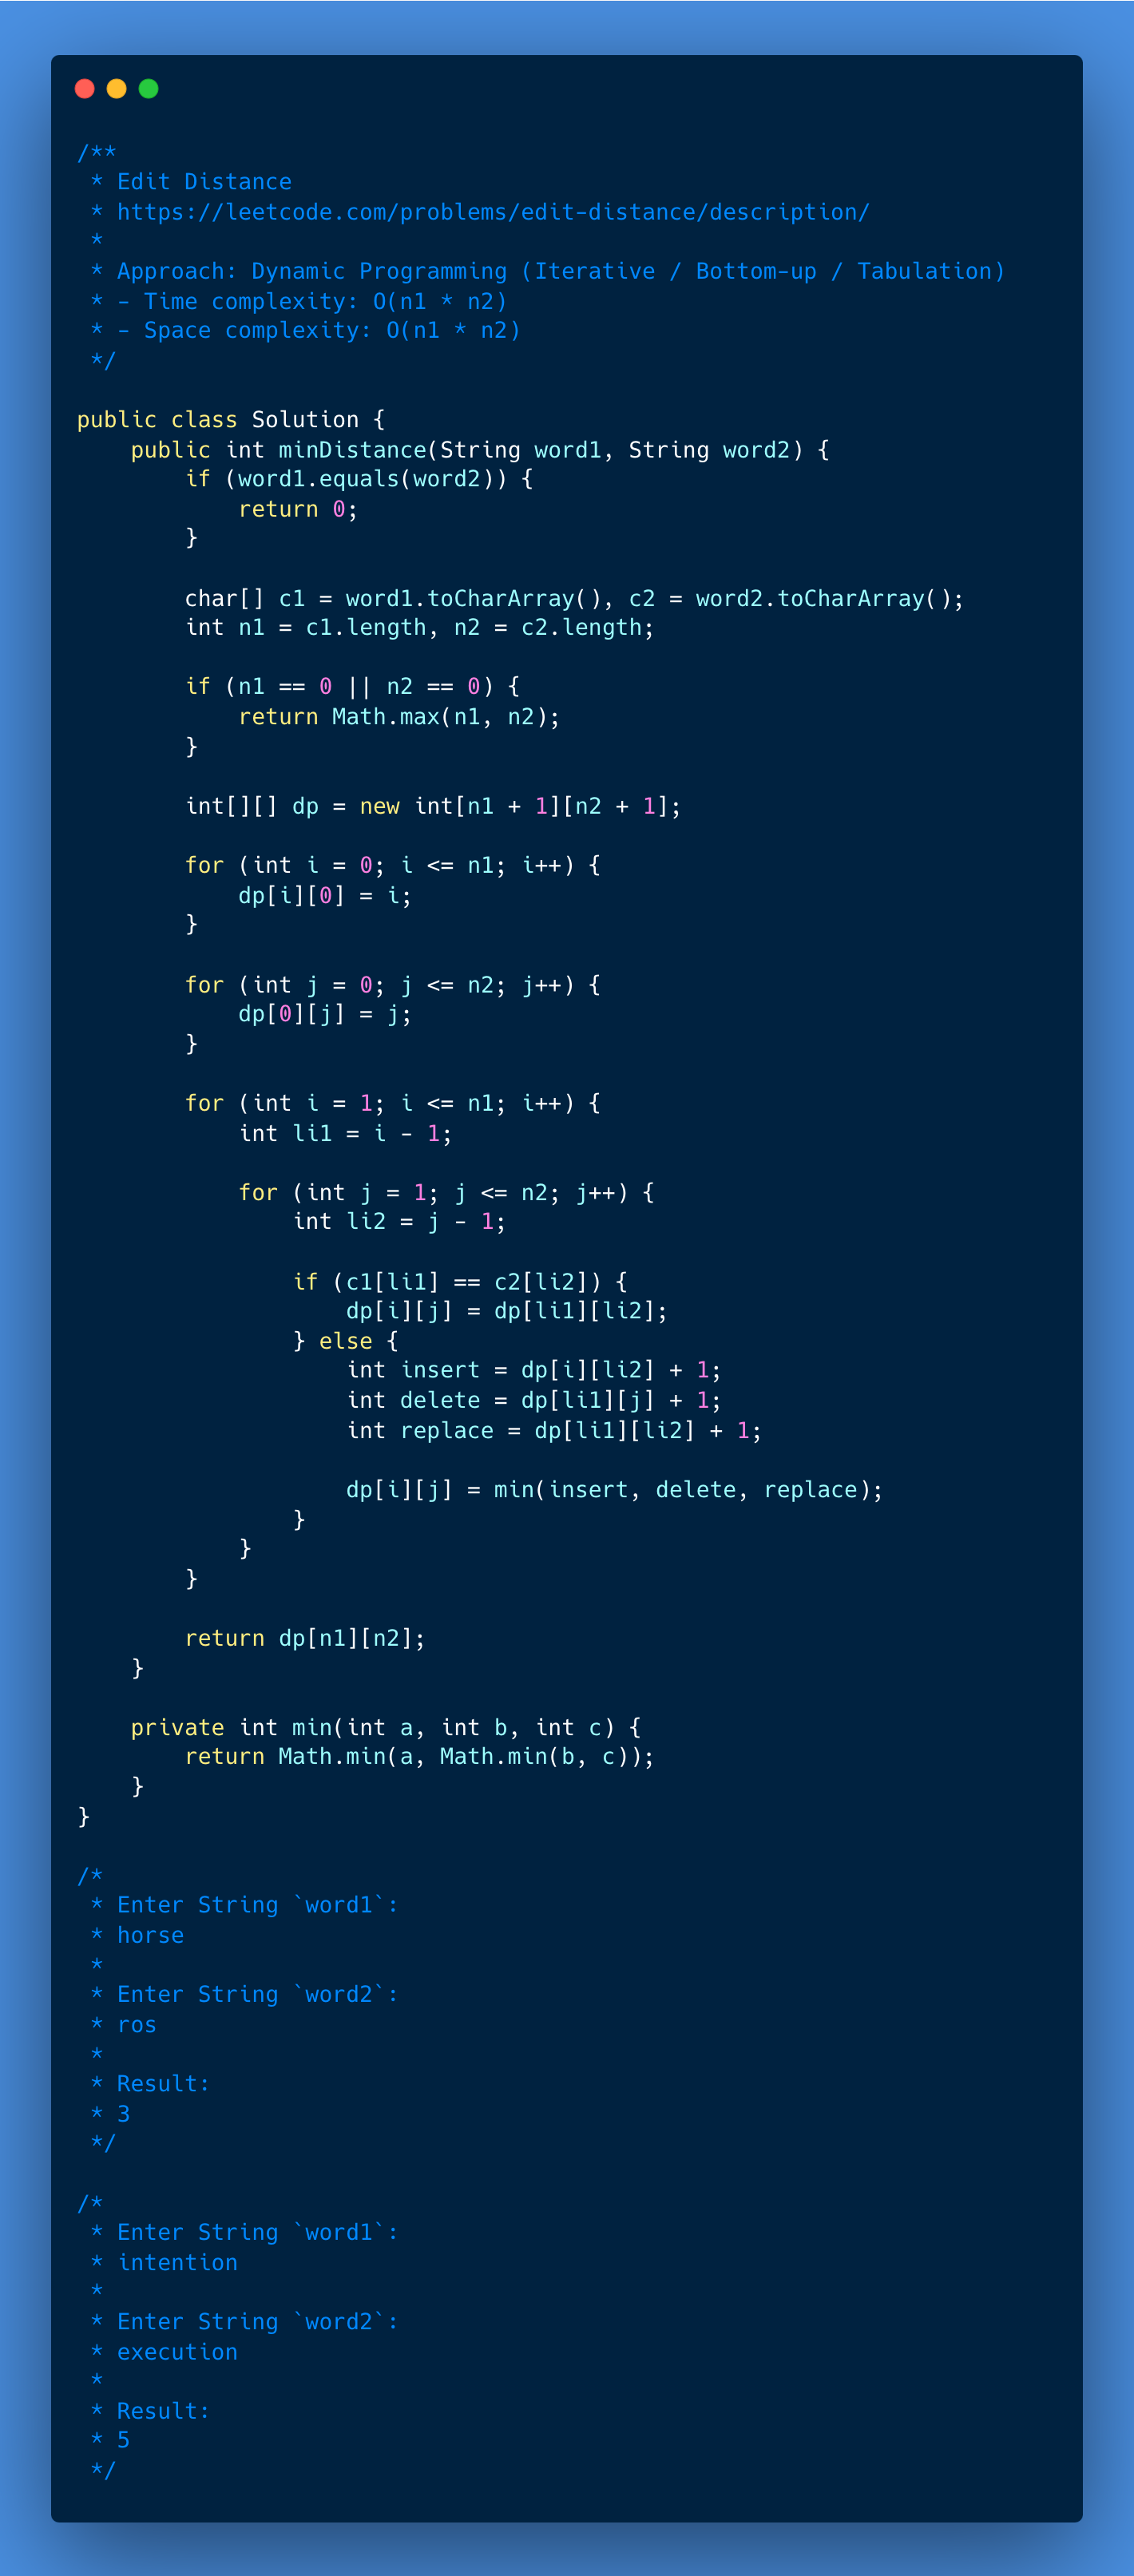 /**
 * Edit Distance
 * https://leetcode.com/problems/edit-distance/description/
 *
 * Approach: Dynamic Programming (Iterative / Bottom-up / Tabulation)
 * - Time complexity: O(n1 * n2)
 * - Space complexity: O(n1 * n2)
 */

public class Solution {
    public int minDistance(String word1, String word2) {
        if (word1.equals(word2)) {
            return 0;
        }

        char[] c1 = word1.toCharArray(), c2 = word2.toCharArray();
        int n1 = c1.length, n2 = c2.length;

        if (n1 == 0 || n2 == 0) {
            return Math.max(n1, n2);
        }

        int[][] dp = new int[n1 + 1][n2 + 1];

        for (int i = 0; i <= n1; i++) {
            dp[i][0] = i;
        }

        for (int j = 0; j <= n2; j++) {
            dp[0][j] = j;
        }

        for (int i = 1; i <= n1; i++) {
            int li1 = i - 1;

            for (int j = 1; j <= n2; j++) {
                int li2 = j - 1;

                if (c1[li1] == c2[li2]) {
                    dp[i][j] = dp[li1][li2];
                } else {
                    int insert = dp[i][li2] + 1;
                    int delete = dp[li1][j] + 1;
                    int replace = dp[li1][li2] + 1;

                    dp[i][j] = min(insert, delete, replace);
                }
            }
        }

        return dp[n1][n2];
    }

    private int min(int a, int b, int c) {
        return Math.min(a, Math.min(b, c));
    }
}

/*
 * Enter String `word1`:
 * horse
 *
 * Enter String `word2`:
 * ros
 *
 * Result:
 * 3
 */

/*
 * Enter String `word1`:
 * intention
 *
 * Enter String `word2`:
 * execution
 *
 * Result:
 * 5
 */